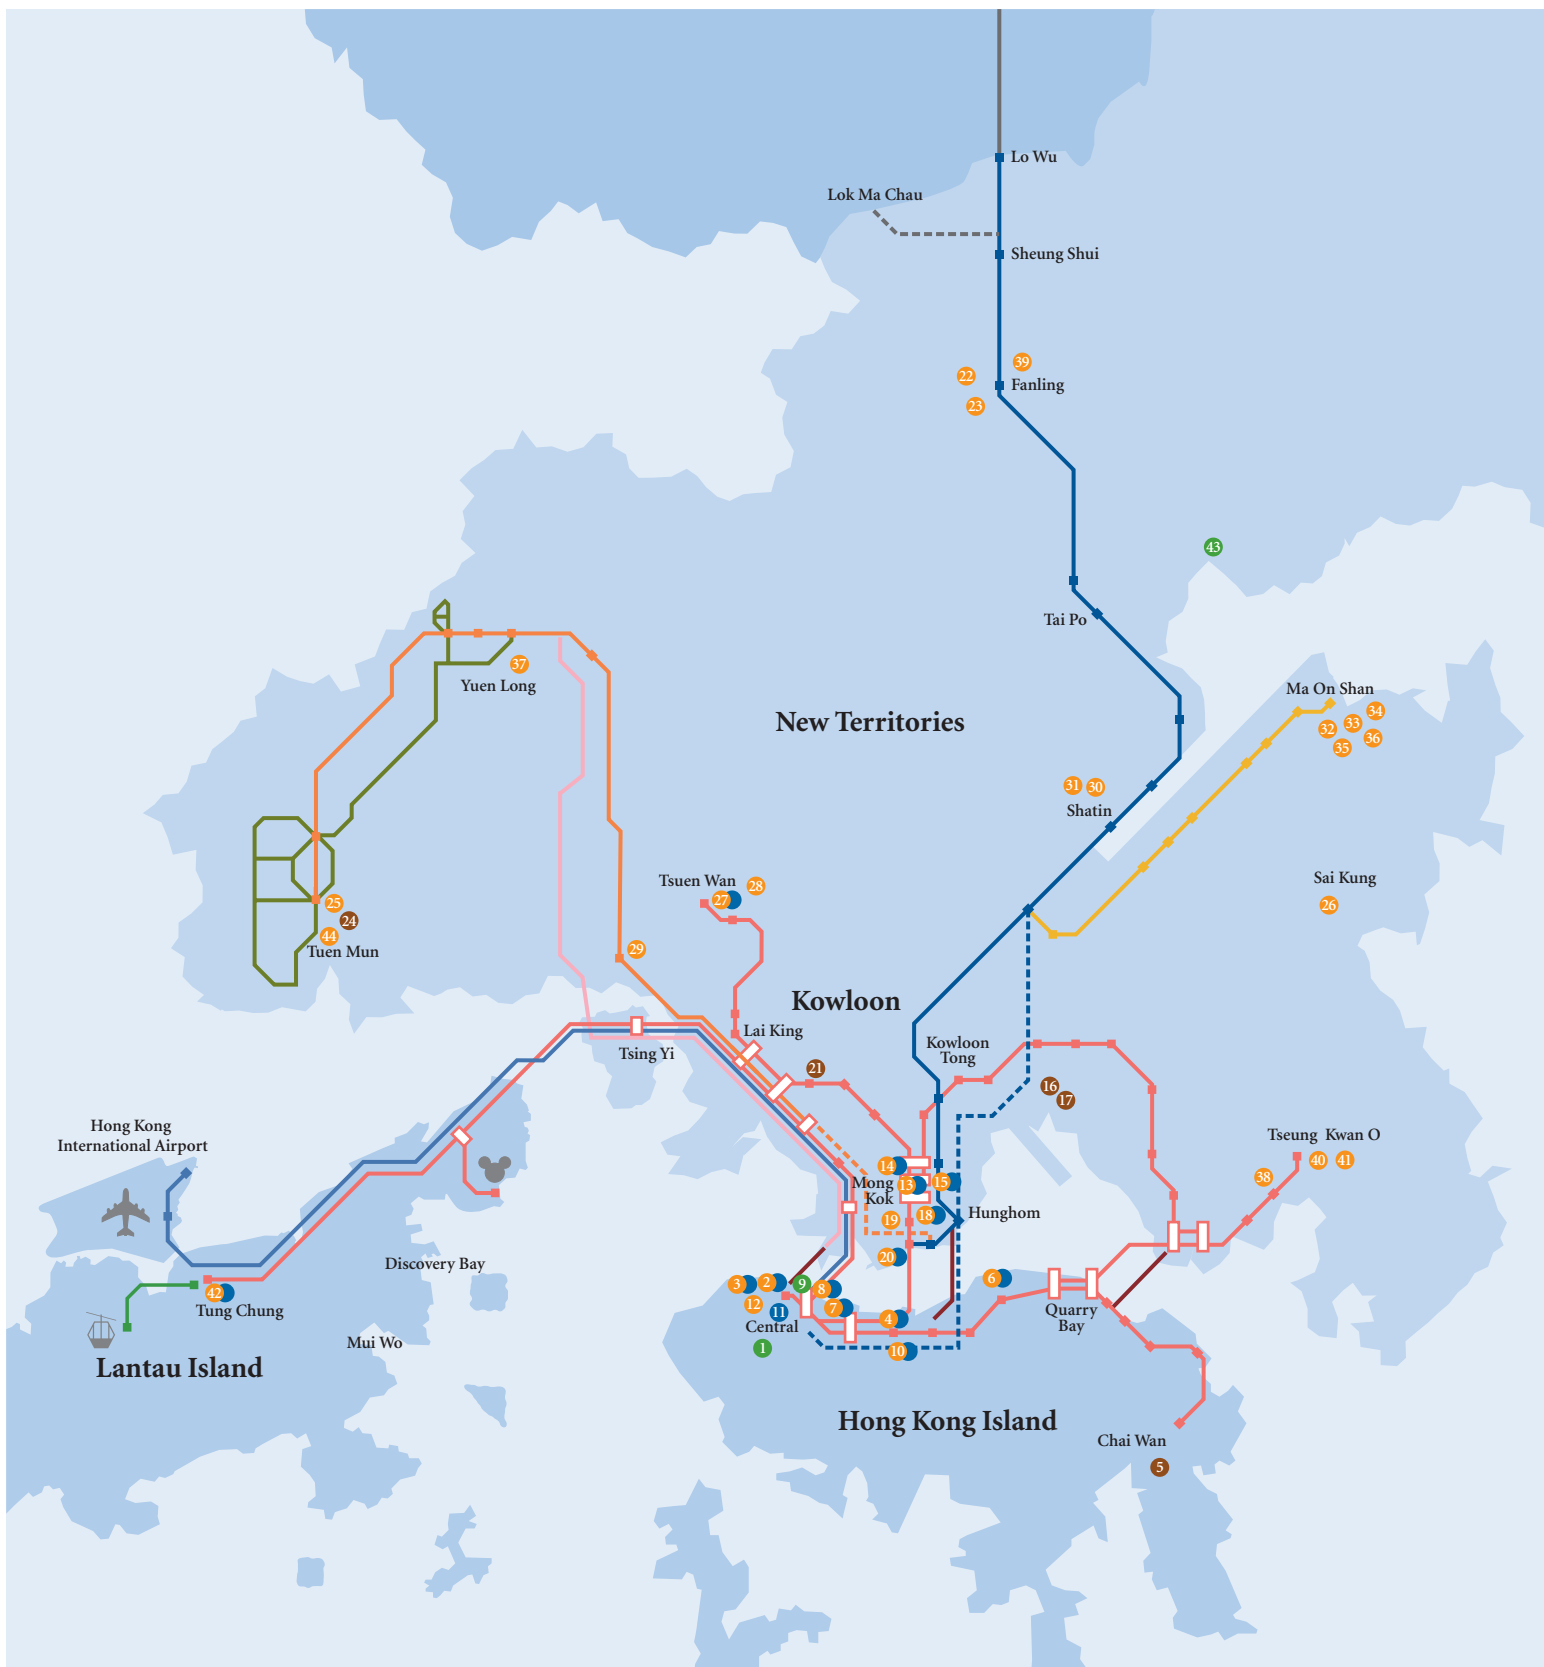 Lo Wu
Lok Ma Chau
Sheung Shui
39
22
Fanling
23
43
Tai Po
37
Yuen Long
Ma On Shan
New Territories
34
33
32
36
35
31 30
Shatin
Tsuen Wan
28
27
Sai Kung
26
25
24
44
Tuen Mun
29
Kowloon
Lai King
Kowloon
Tong
Tsing Yi
21
16
17
Hong Kong
International Airport
Tseung Kwan O
40 41
38
14
Mong
Kok
13
15
19
18
Hunghom
20
Discovery Bay
42
Tung Chung
3
2
9
8
12
11
7
6
4
Central
Quarry
Bay
1
10
Mui Wo
Lantau Island
Hong Kong Island
Chai Wan
5